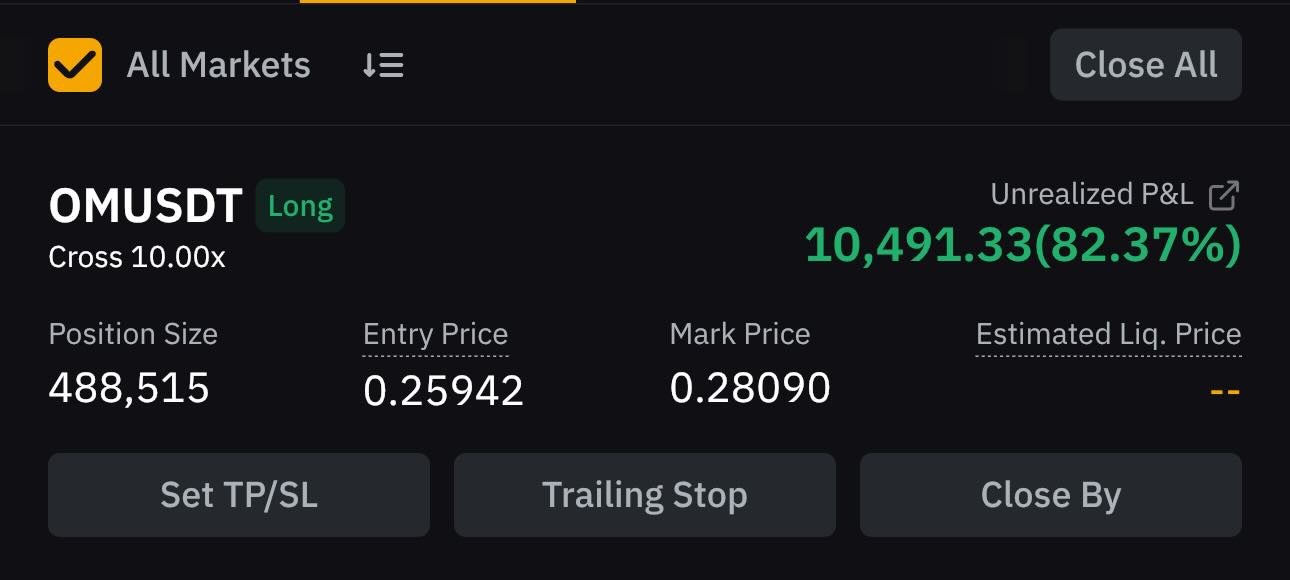 All Markets
Close All
OMUSDT Long
Unrealized P&L
Cross 10.00x
10,491.33(82.37%)
Position Size
Entry Price
Mark Price
Estimated Liq. Price
488,515
0.25942
0.28090
--
Set TP/SL
Trailing Stop
Close By